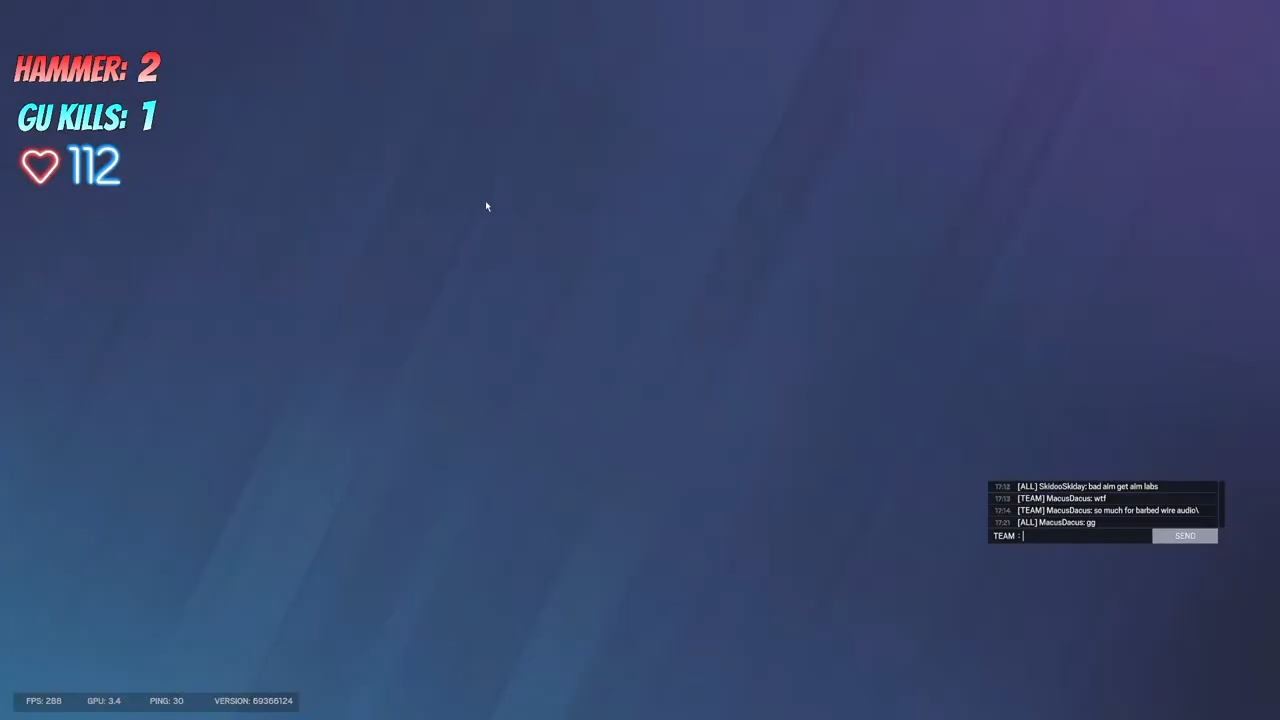 HAMMER: 2
GU KILLS: 1
112
17:12 [ALL] SkidooSkiday: bad aim get aim labs
17:13 [TEAM] MacusDacus: wtf
17:14 [TEAM] MacusDacus: so much for barbed wire audio\
17:21 [ALL] MacusDacus: gg
TEAM : SEND
FPS: 288 GPU: 3.4 PING: 30 VERSION: 69366124